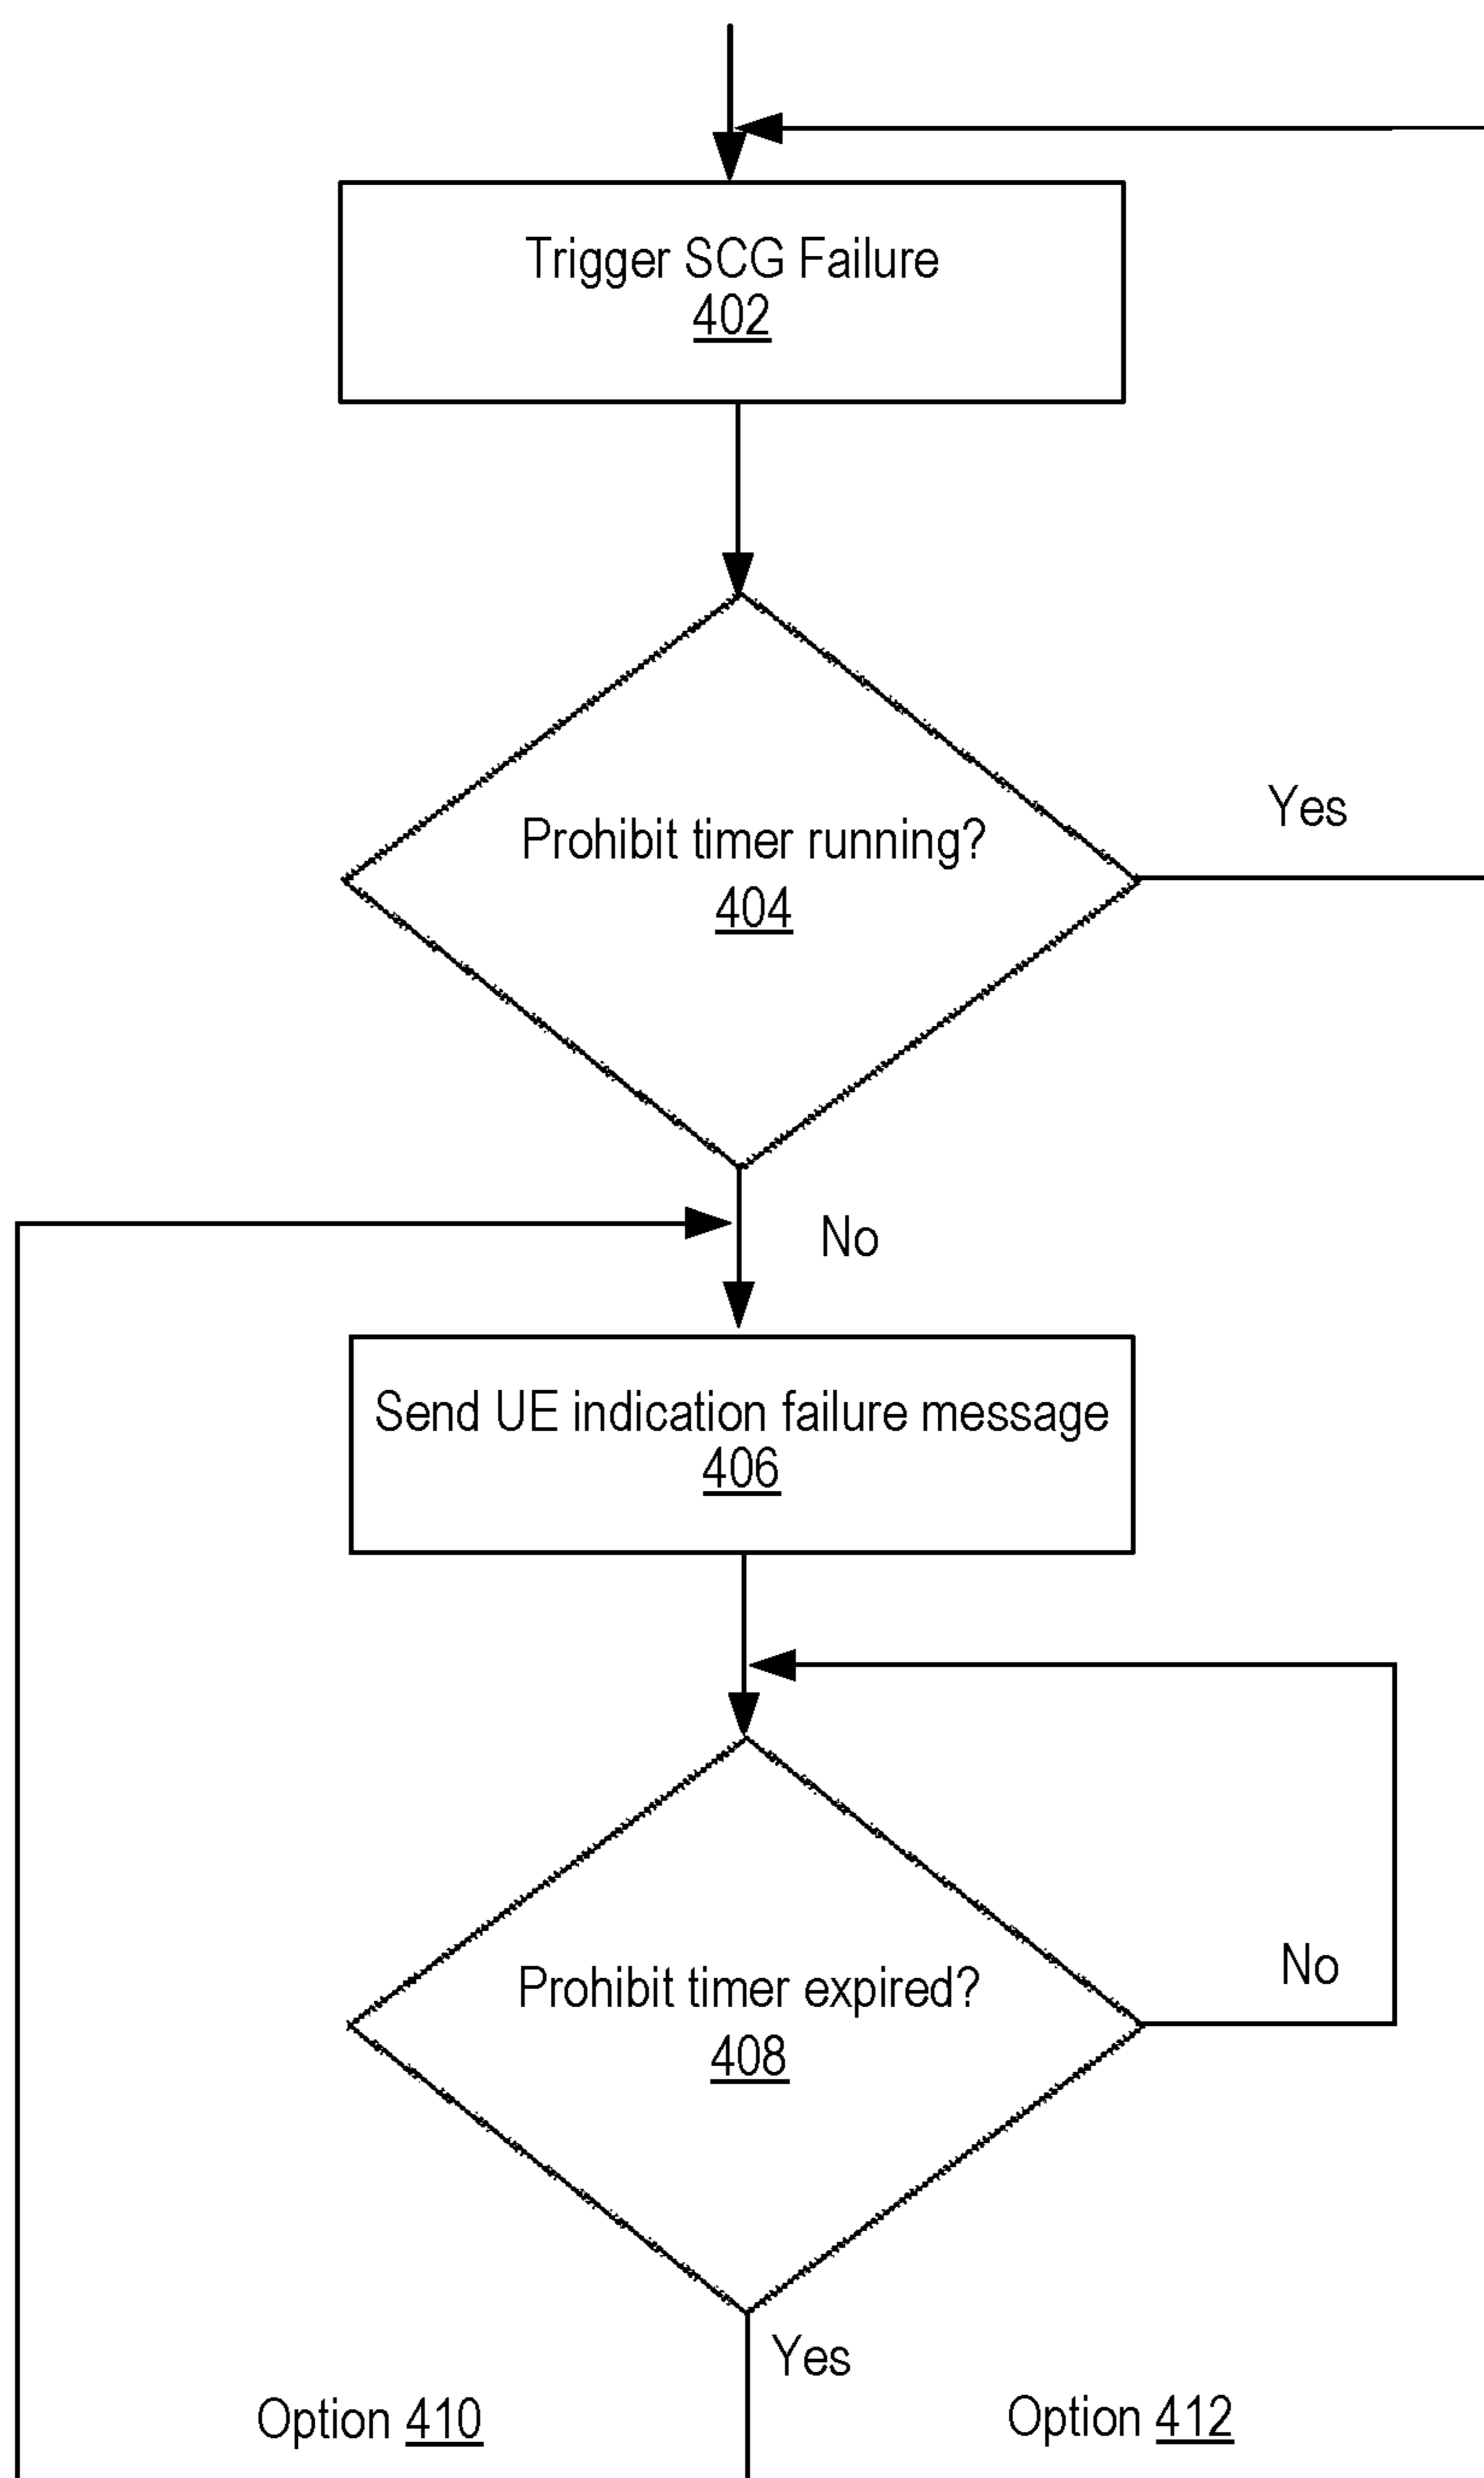 Trigger SCG Failure
402
Prohibit timer running?
404
Yes
No
Send UE indication failure message
406
Prohibit timer expired?
408
No
Yes
Option 410
Option 412